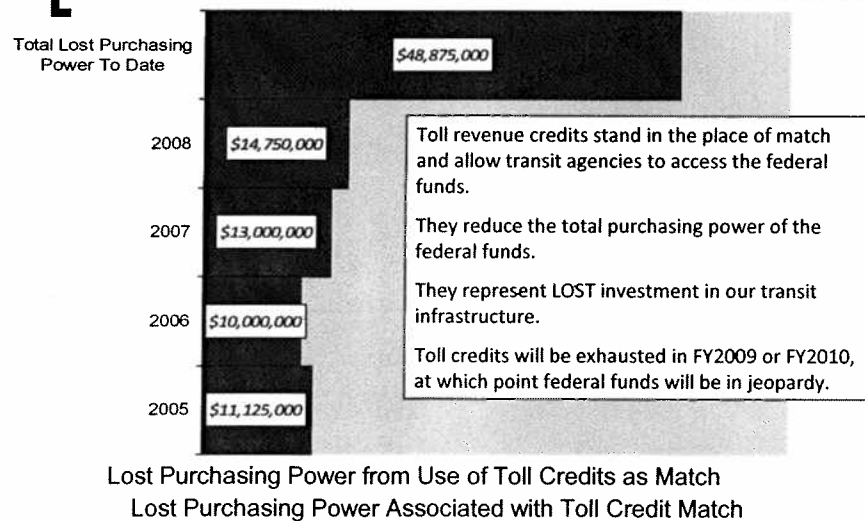 Total Lost Purchasing
Power To Date
$48,875,000
2008
$14,750,000
Toll revenue credits stand in the place of match
and allow transit agencies to access the federal
funds.
They reduce the total purchasing power of the
federal funds.
They represent LOST investment in our transit
infrastructure.
Toll credits will be exhausted in FY2009 or FY2010,
at which point federal funds will be in jeopardy.
2007
$13,000,000
2006
$10,000,000
2005
$11,125,000
Lost Purchasing Power from Use of Toll Credits as Match
Lost Purchasing Power Associated with Toll Credit Match